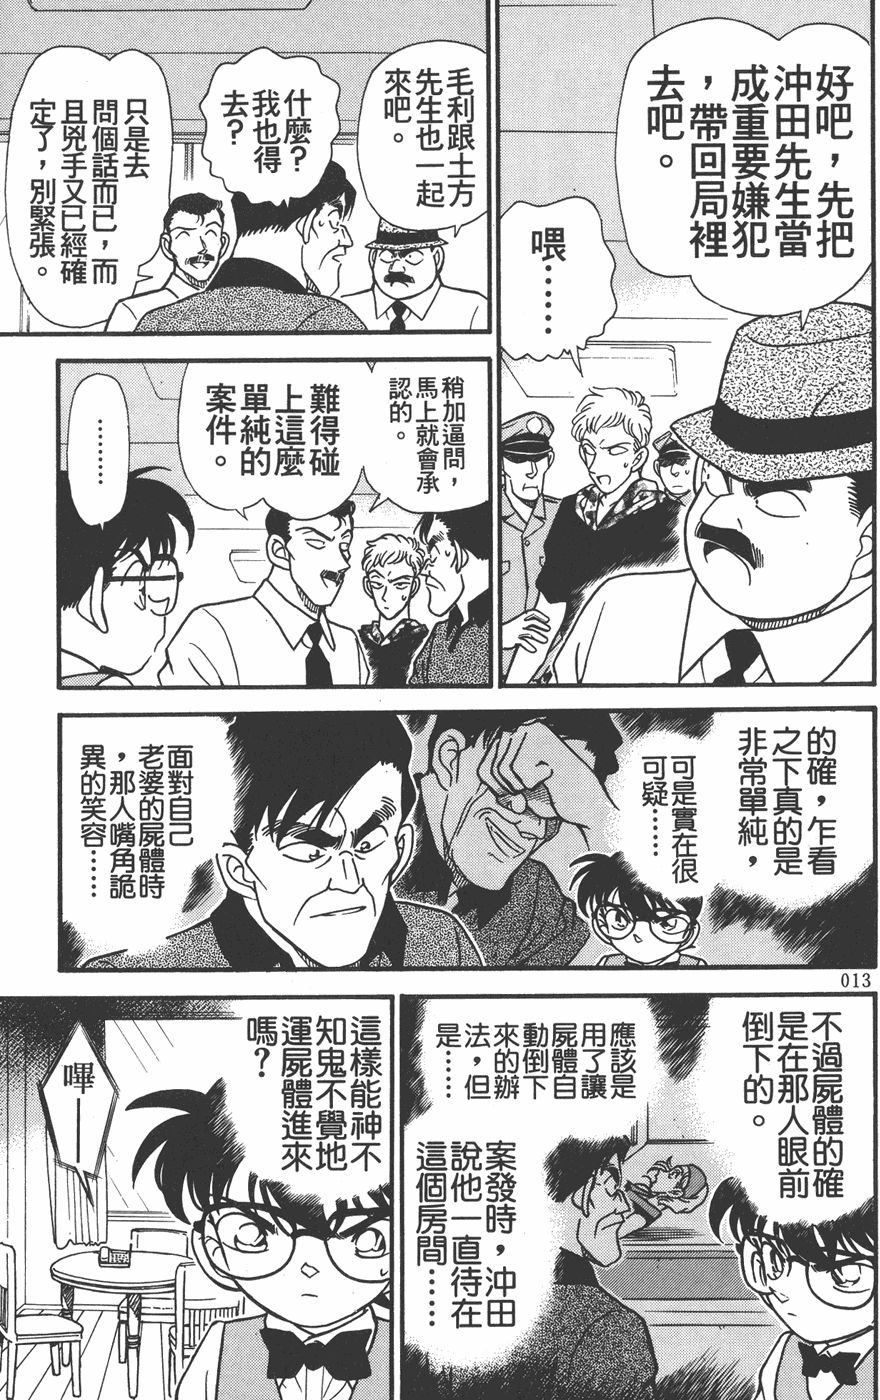 好吧，先把
沖田先生當
成重要嫌犯
，帶回局裡
去吧。
喂……
毛利跟土方
先生也一起
來吧。
什麼？
我也得
去？
只是去
問個話而已，而
且兇手又已經確
定了，別緊張。
稍加逼問，
馬上就會承
認的。
難得碰
上這麼
單純的
案件。
………
的確，乍看
之下真的是
非常單純，
可是實在很
可疑……
面對自己
老婆的屍體時
，那人嘴角詭
異的笑容……
013
不過屍體的確
是在那人眼前
倒下的。
應該是
用了讓
屍體自
動倒下
來的辦
法，但
是……
案發時，沖田
說他一直待在
這個房間……
這樣能神不
知鬼不覺地
運屍體進來
嗎？
嗶—